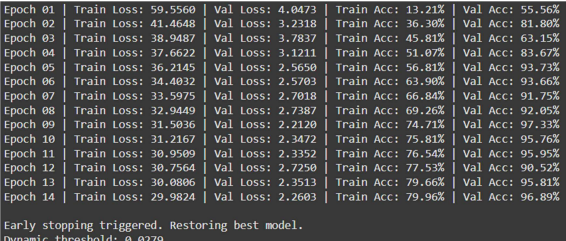 Epoch 01 | Train Loss: 59.5560 | Val Loss: 4.0473 | Train Acc: 13.21% | Val Acc: 55.56%
Epoch 02 | Train Loss: 41.4648 | Val Loss: 3.2318 | Train Acc: 36.30% | Val Acc: 81.80%
Epoch 03 | Train Loss: 38.9487 | Val Loss: 3.7837 | Train Acc: 45.81% | Val Acc: 63.15%
Epoch 04 | Train Loss: 37.6622 | Val Loss: 3.1211 | Train Acc: 51.07% | Val Acc: 83.67%
Epoch 05 | Train Loss: 36.2145 | Val Loss: 2.5650 | Train Acc: 56.81% | Val Acc: 93.73%
Epoch 06 | Train Loss: 34.4032 | Val Loss: 2.5703 | Train Acc: 63.90% | Val Acc: 93.66%
Epoch 07 | Train Loss: 33.5975 | Val Loss: 2.7018 | Train Acc: 66.84% | Val Acc: 91.75%
Epoch 08 | Train Loss: 32.9449 | Val Loss: 2.7387 | Train Acc: 69.26% | Val Acc: 92.05%
Epoch 09 | Train Loss: 31.5036 | Val Loss: 2.2120 | Train Acc: 74.71% | Val Acc: 97.33%
Epoch 10 | Train Loss: 31.2167 | Val Loss: 2.3472 | Train Acc: 75.81% | Val Acc: 95.76%
Epoch 11 | Train Loss: 30.9509 | Val Loss: 2.3352 | Train Acc: 76.54% | Val Acc: 95.95%
Epoch 12 | Train Loss: 30.7564 | Val Loss: 2.7250 | Train Acc: 77.53% | Val Acc: 90.52%
Epoch 13 | Train Loss: 30.0806 | Val Loss: 2.3513 | Train Acc: 79.66% | Val Acc: 95.81%
Epoch 14 | Train Loss: 29.9824 | Val Loss: 2.2603 | Train Acc: 79.96% | Val Acc: 96.89%
Early stopping triggered. Restoring best model.
Dynamic threshold: 0.0279